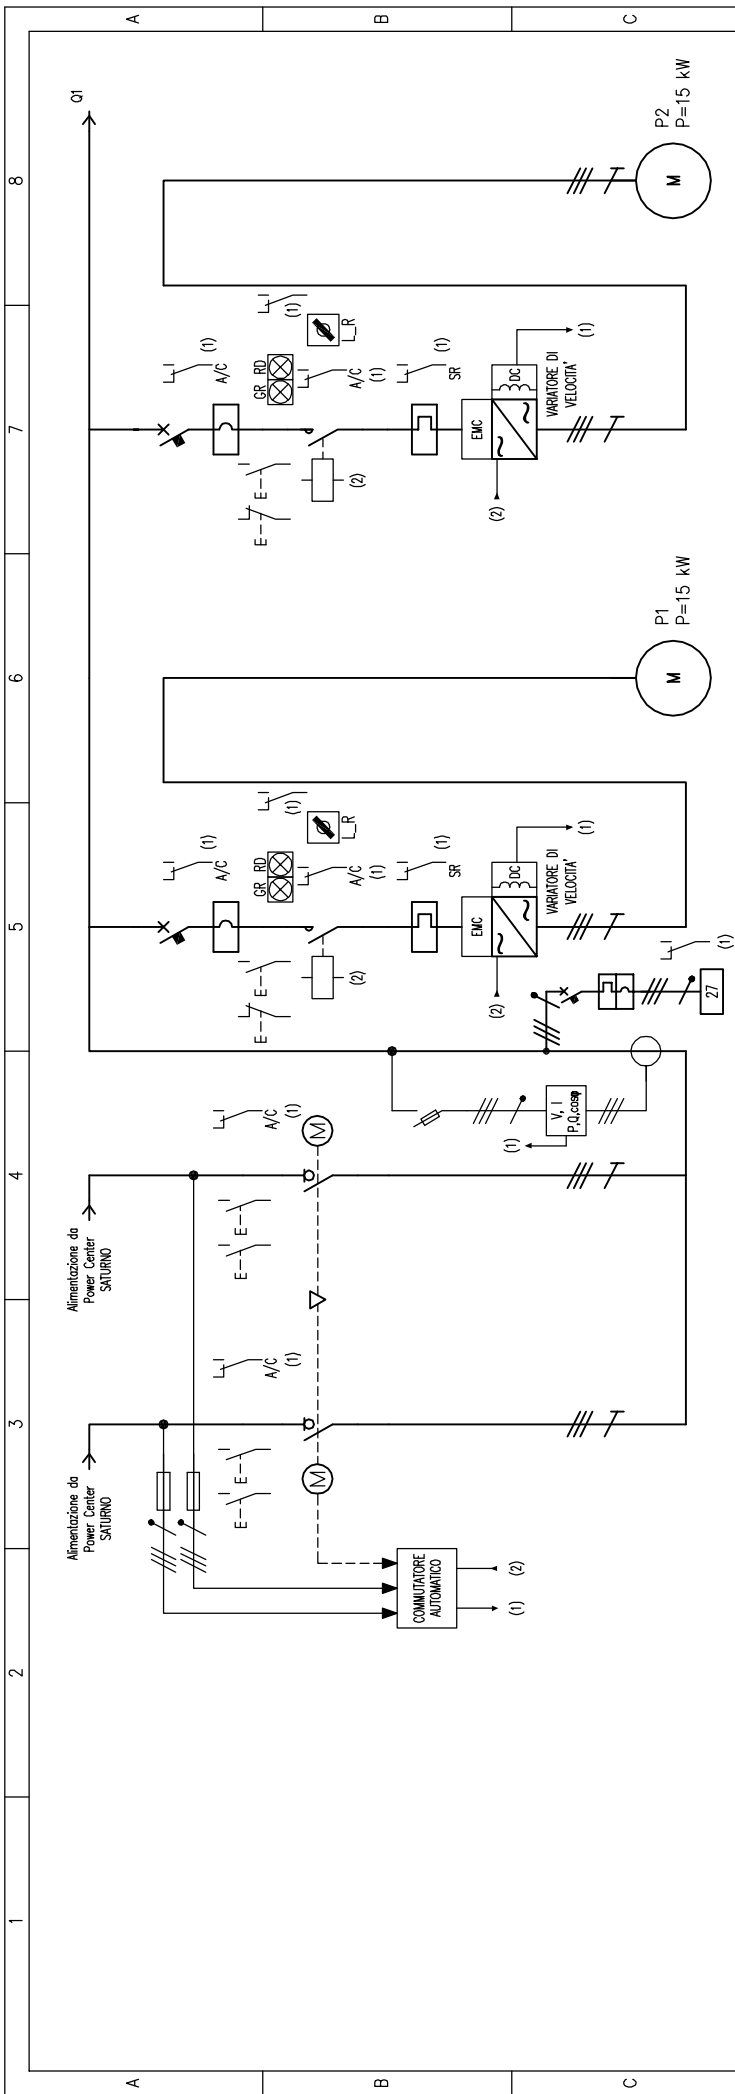 A
B
C
1
2
3
4
5
6
7
8
Alimentazione da
Power Center
SATURNO
E
E
A/C
(1)
M
COMMUTATORE
AUTOMATICO
(1)
(2)
Alimentazione da
Power Center
SATURNO
E
E
A/C
(1)
M
V, I
P,Q,cosφ
(1)
27
(1)
A/C
(1)
E
E
GR
RD
(2)
A/C
(1)
(1)
L_R
SR
(1)
EMC
DC
(2)
(1)
VARIATORE DI
VELOCITA'
M
P1
P=15 kW
A/C
(1)
E
E
GR
RD
(2)
A/C
(1)
(1)
L_R
SR
(1)
EMC
DC
(2)
(1)
VARIATORE DI
VELOCITA'
M
P2
P=15 kW
Q1
A
B
C